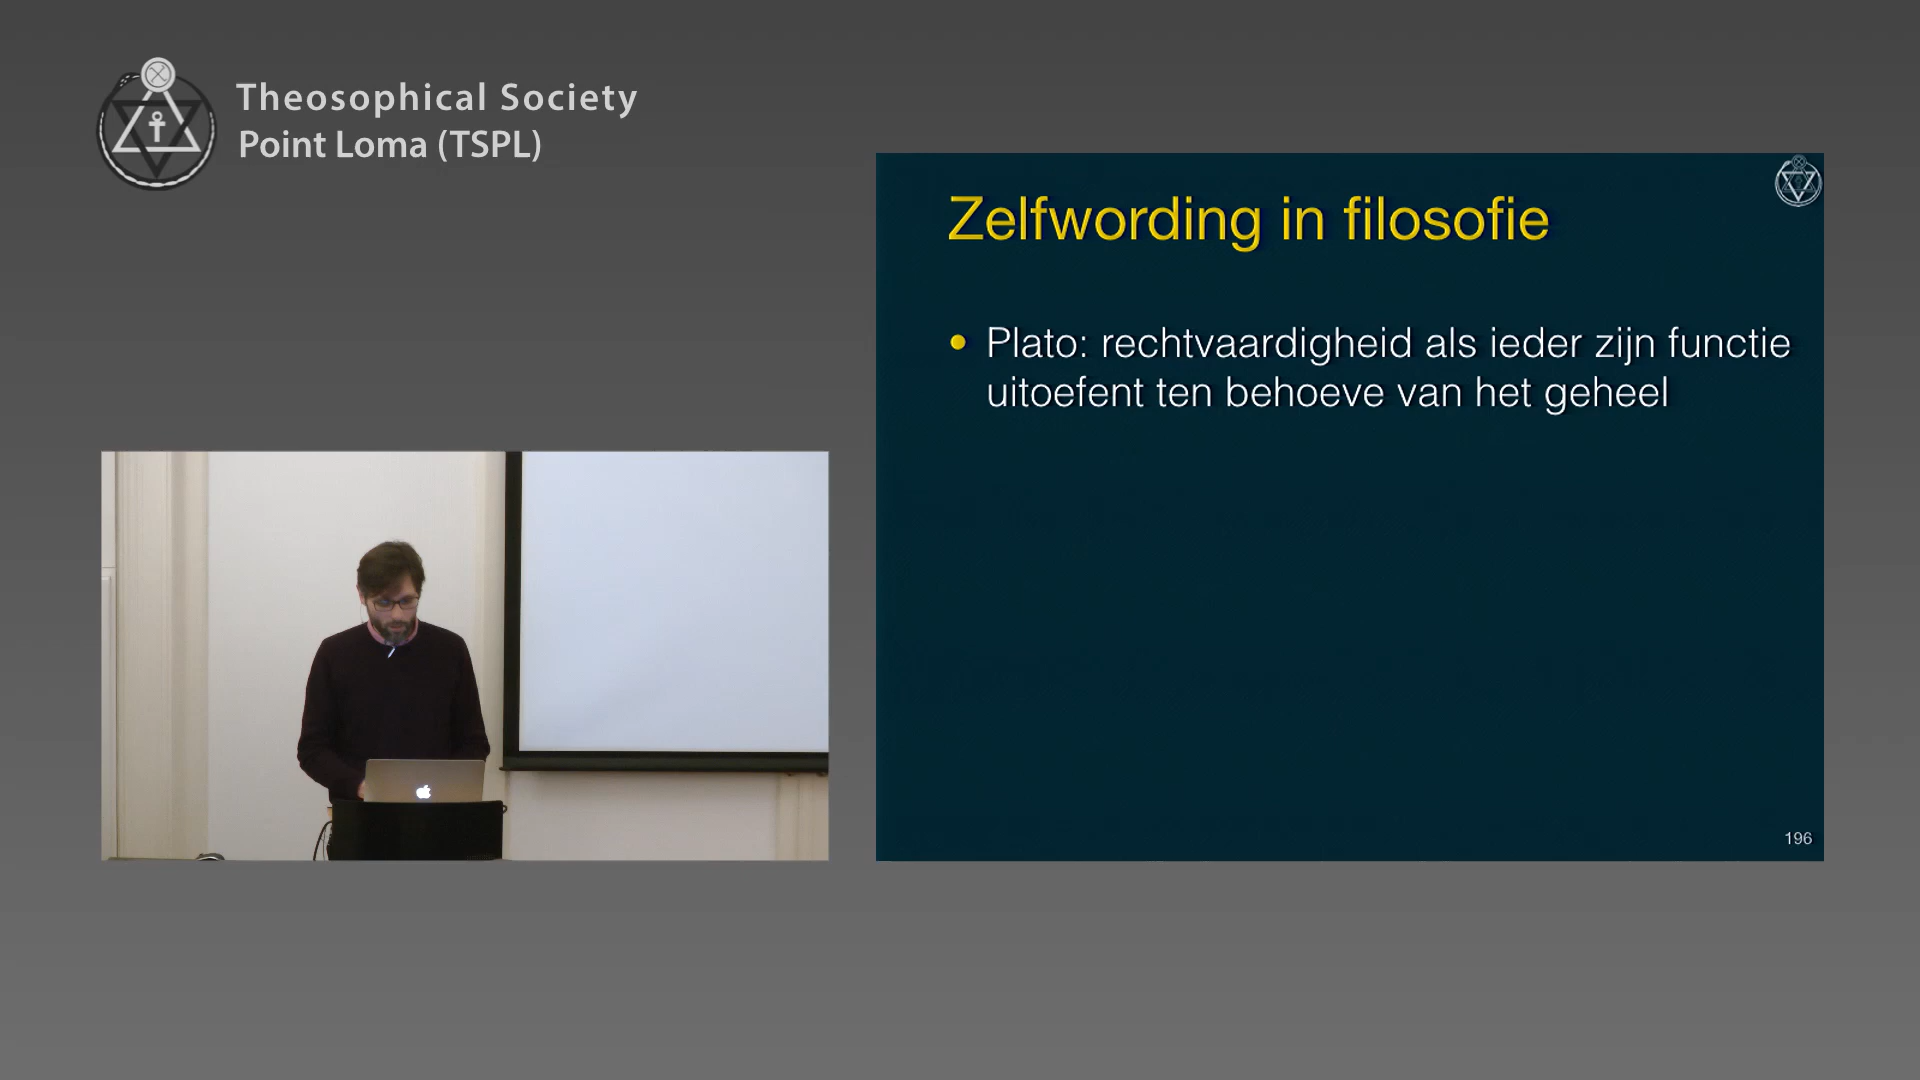 Theosophical Society
Point Loma (TSPL)
Zelfwording in filosofie
Plato: rechtvaardigheid als ieder zijn functie
uitoefent ten behoeve van het geheel
196